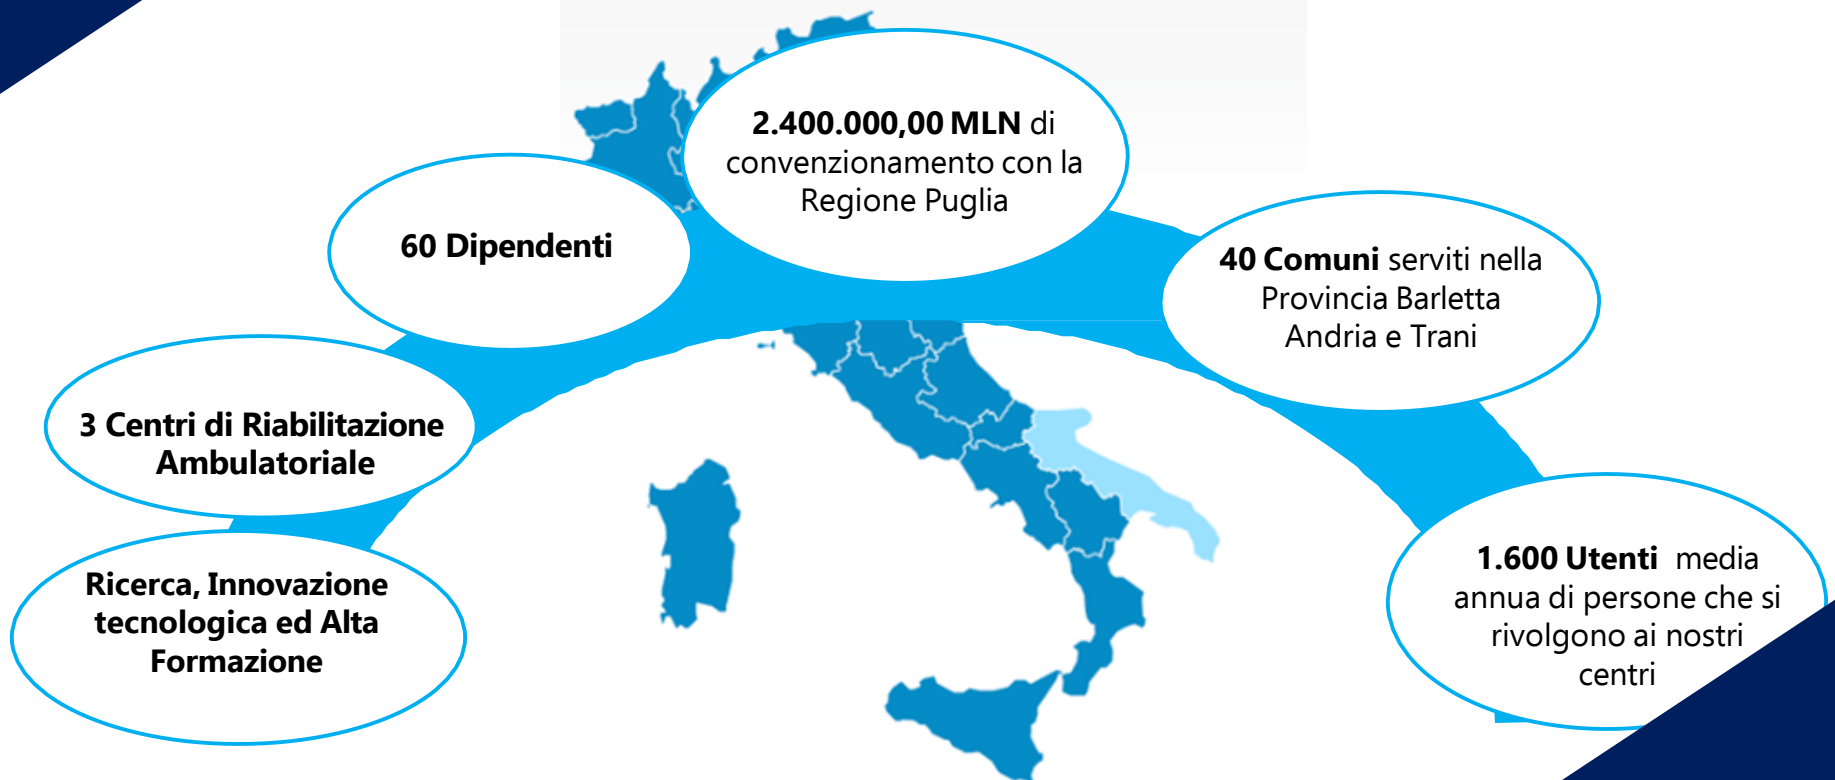 Ricerca, Innovazione
tecnologica ed Alta
Formazione
3 Centri di Riabilitazione
Ambulatoriale
60 Dipendenti
2.400.000,00 MLN di
convenzionamento con la
Regione Puglia
40 Comuni serviti nella
Provincia Barletta
Andria e Trani
1.600 Utenti media
annua di persone che si
rivolgono ai nostri
centri